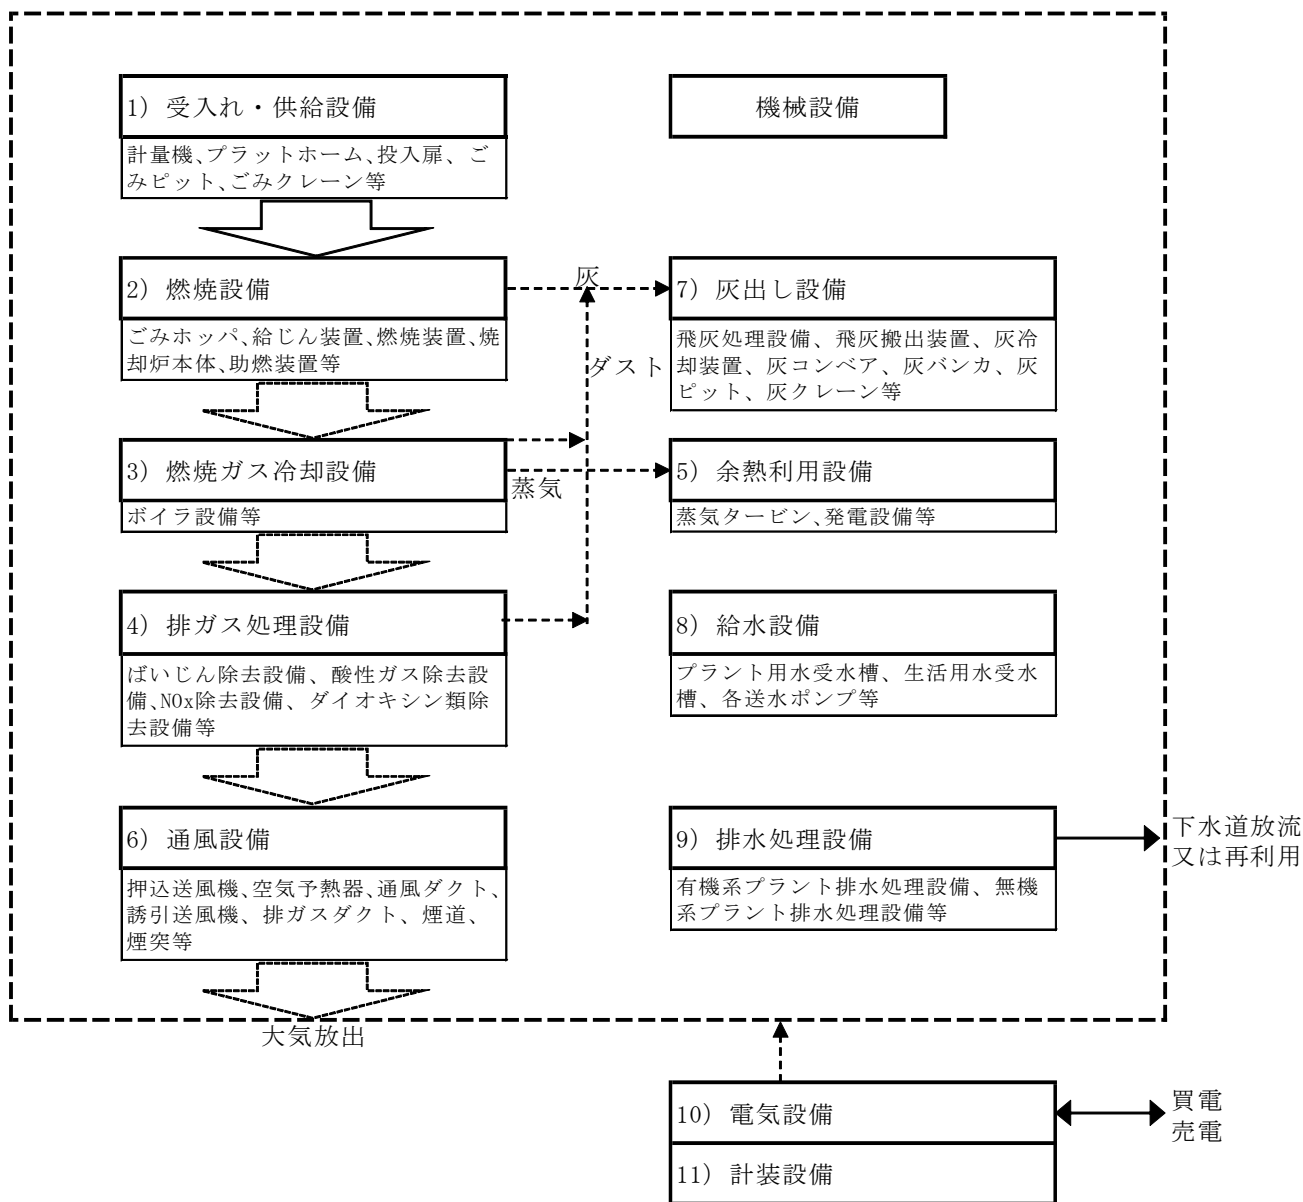 1) 受入れ・供給設備
計量機、プラットホーム、投入扉、ご
みピット、ごみクレーン等
機械設備
2) 燃焼設備
ごみホッパ、給じん装置、燃焼装置、焼
却炉本体、助燃装置等
灰
ダスト
7) 灰出し設備
飛灰処理設備、飛灰搬出装置、灰冷
却装置、灰コンベア、灰バンカ、灰
ピット、灰クレーン等
3) 燃焼ガス冷却設備
ボイラ設備等
蒸気
5) 余熱利用設備
蒸気タービン、発電設備等
4) 排ガス処理設備
ばいじん除去設備、酸性ガス除去設
備、NOx除去設備、ダイオキシン類除
去設備等
8) 給水設備
プラント用水受水槽、生活用水受水
槽、各送水ポンプ等
6) 通風設備
押込送風機、空気予熱器、通風ダクト、
誘引送風機、排ガスダクト、煙道、
煙突等
9) 排水処理設備
有機系プラント排水処理設備、無機
系プラント排水処理設備等
下水道放流
又は再利用
大気放出
10) 電気設備
11) 計装設備
買電
売電